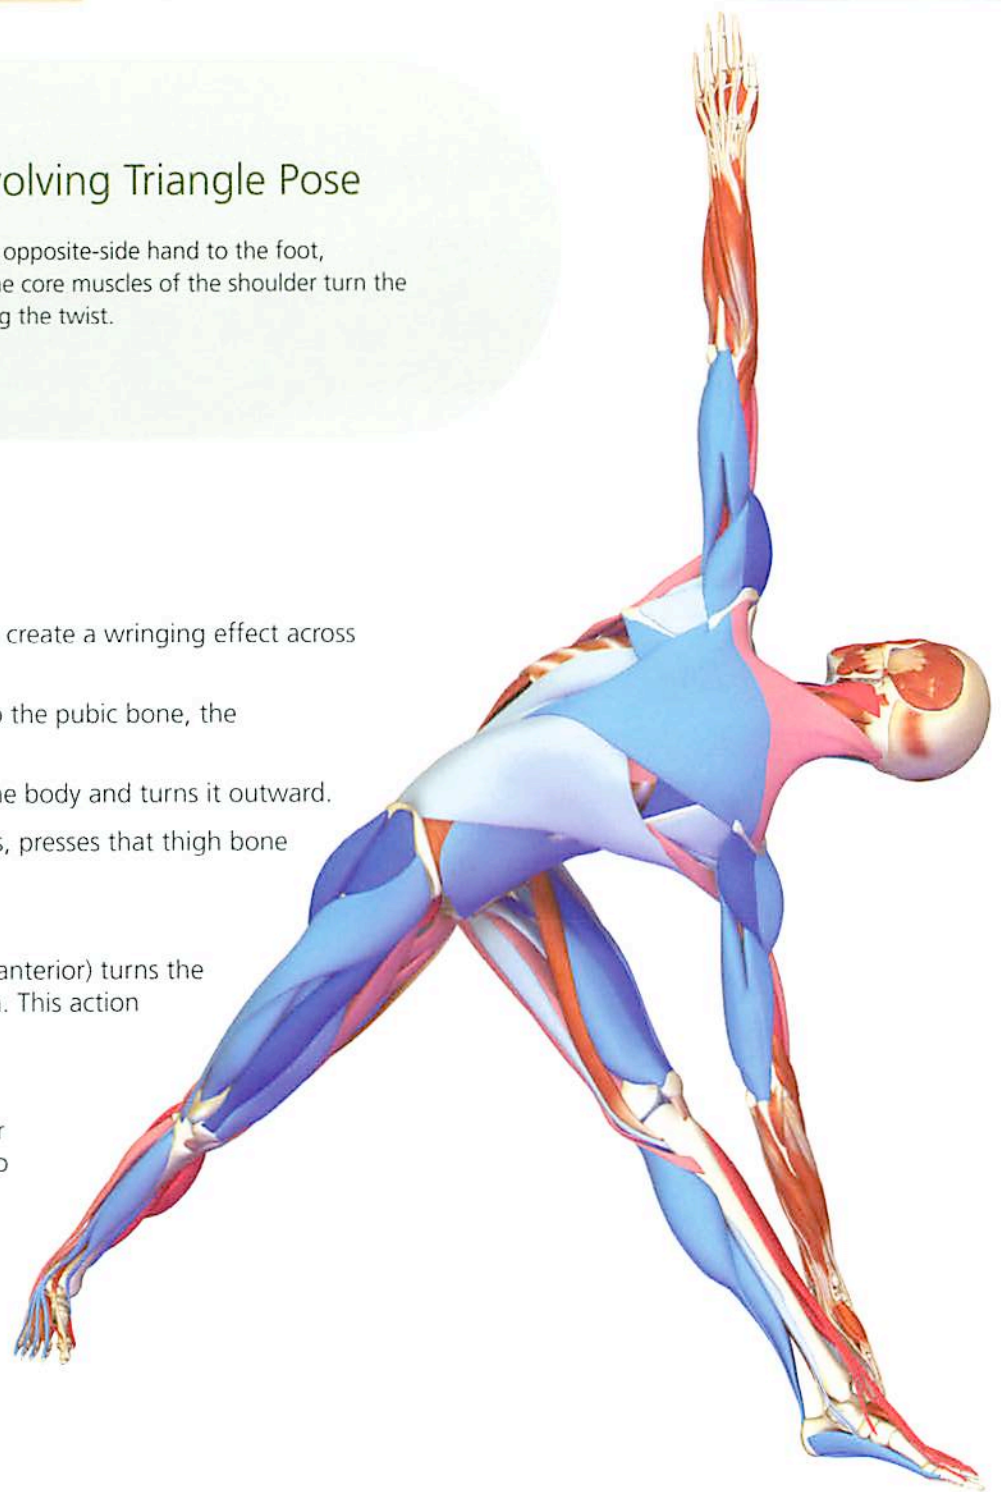 olving Triangle Pose
opposite-side hand to the foot,
e core muscles of the shoulder turn the
g the twist.
create a wringing effect across
the pubic bone, the
e body and turns it outward.
s, presses that thigh bone
anterior) turns the
. This action
r
o